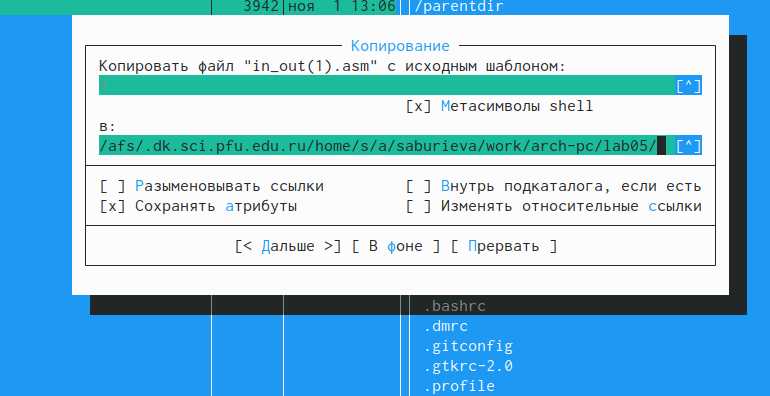 3942 ноя 1 13:06 /parentdir
Копирование
Копировать файл "in_out(1).asm" с исходным шаблоном:
* [^]
[x] Метасимволы shell
в:
/afs/.dk.sci.pfu.edu.ru/home/s/a/saburieva/work/arch-pc/lab05/ [^]
[ ] Разыменовывать ссылки [ ] Внутрь подкаталога, если есть
[x] Сохранять атрибуты [ ] Изменять относительные ссылки
[< Дальше >] [ В фоне ] [ Прервать ]
.bashrc
.dmrc
.gitconfig
.gtkrc-2.0
.profile